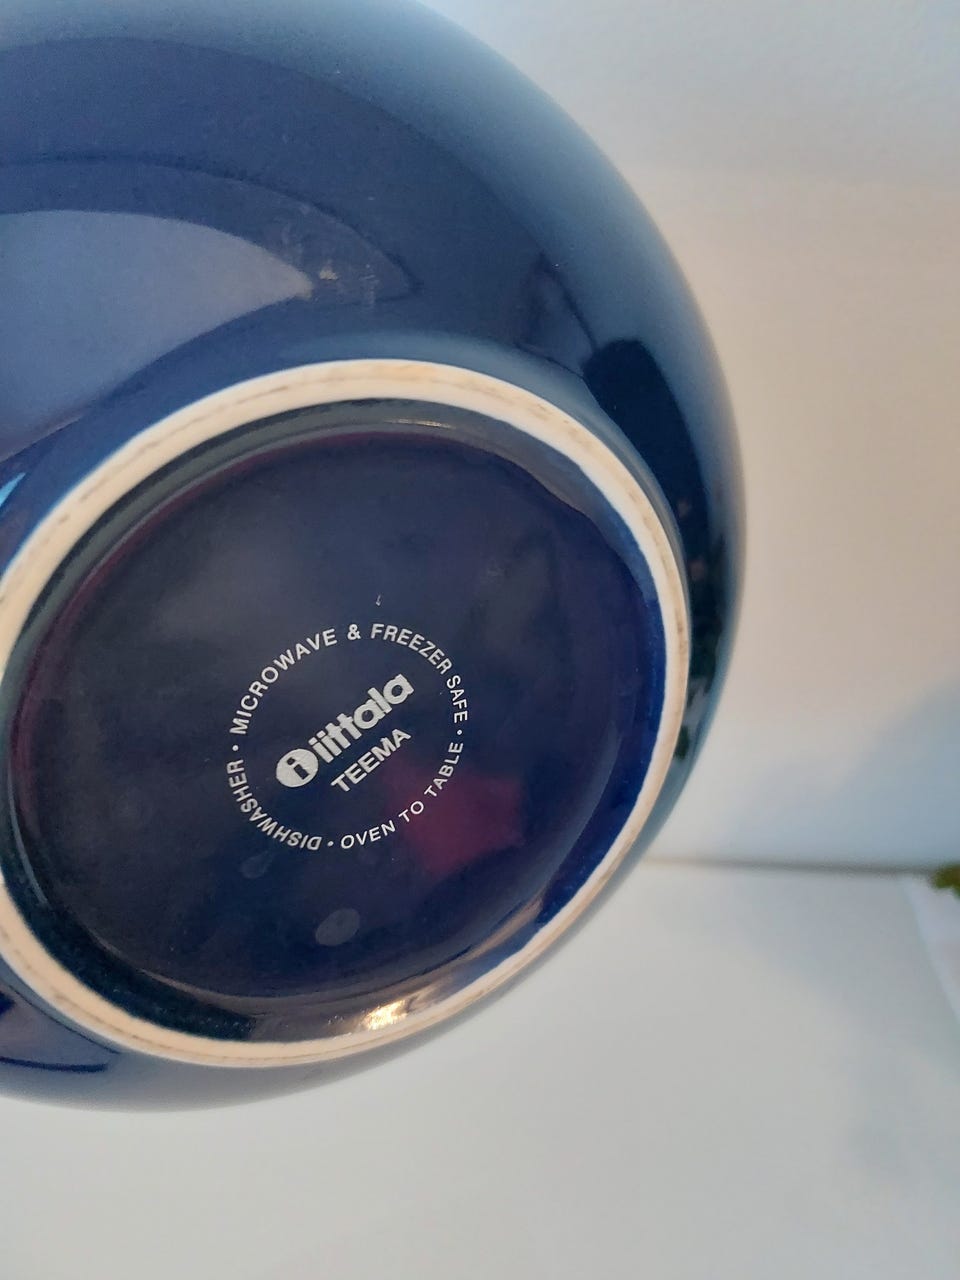 MICROWAVE & FREEZER SAFE • OVEN TO TABLE • DISHWASHER •
i iittala
TEEMA